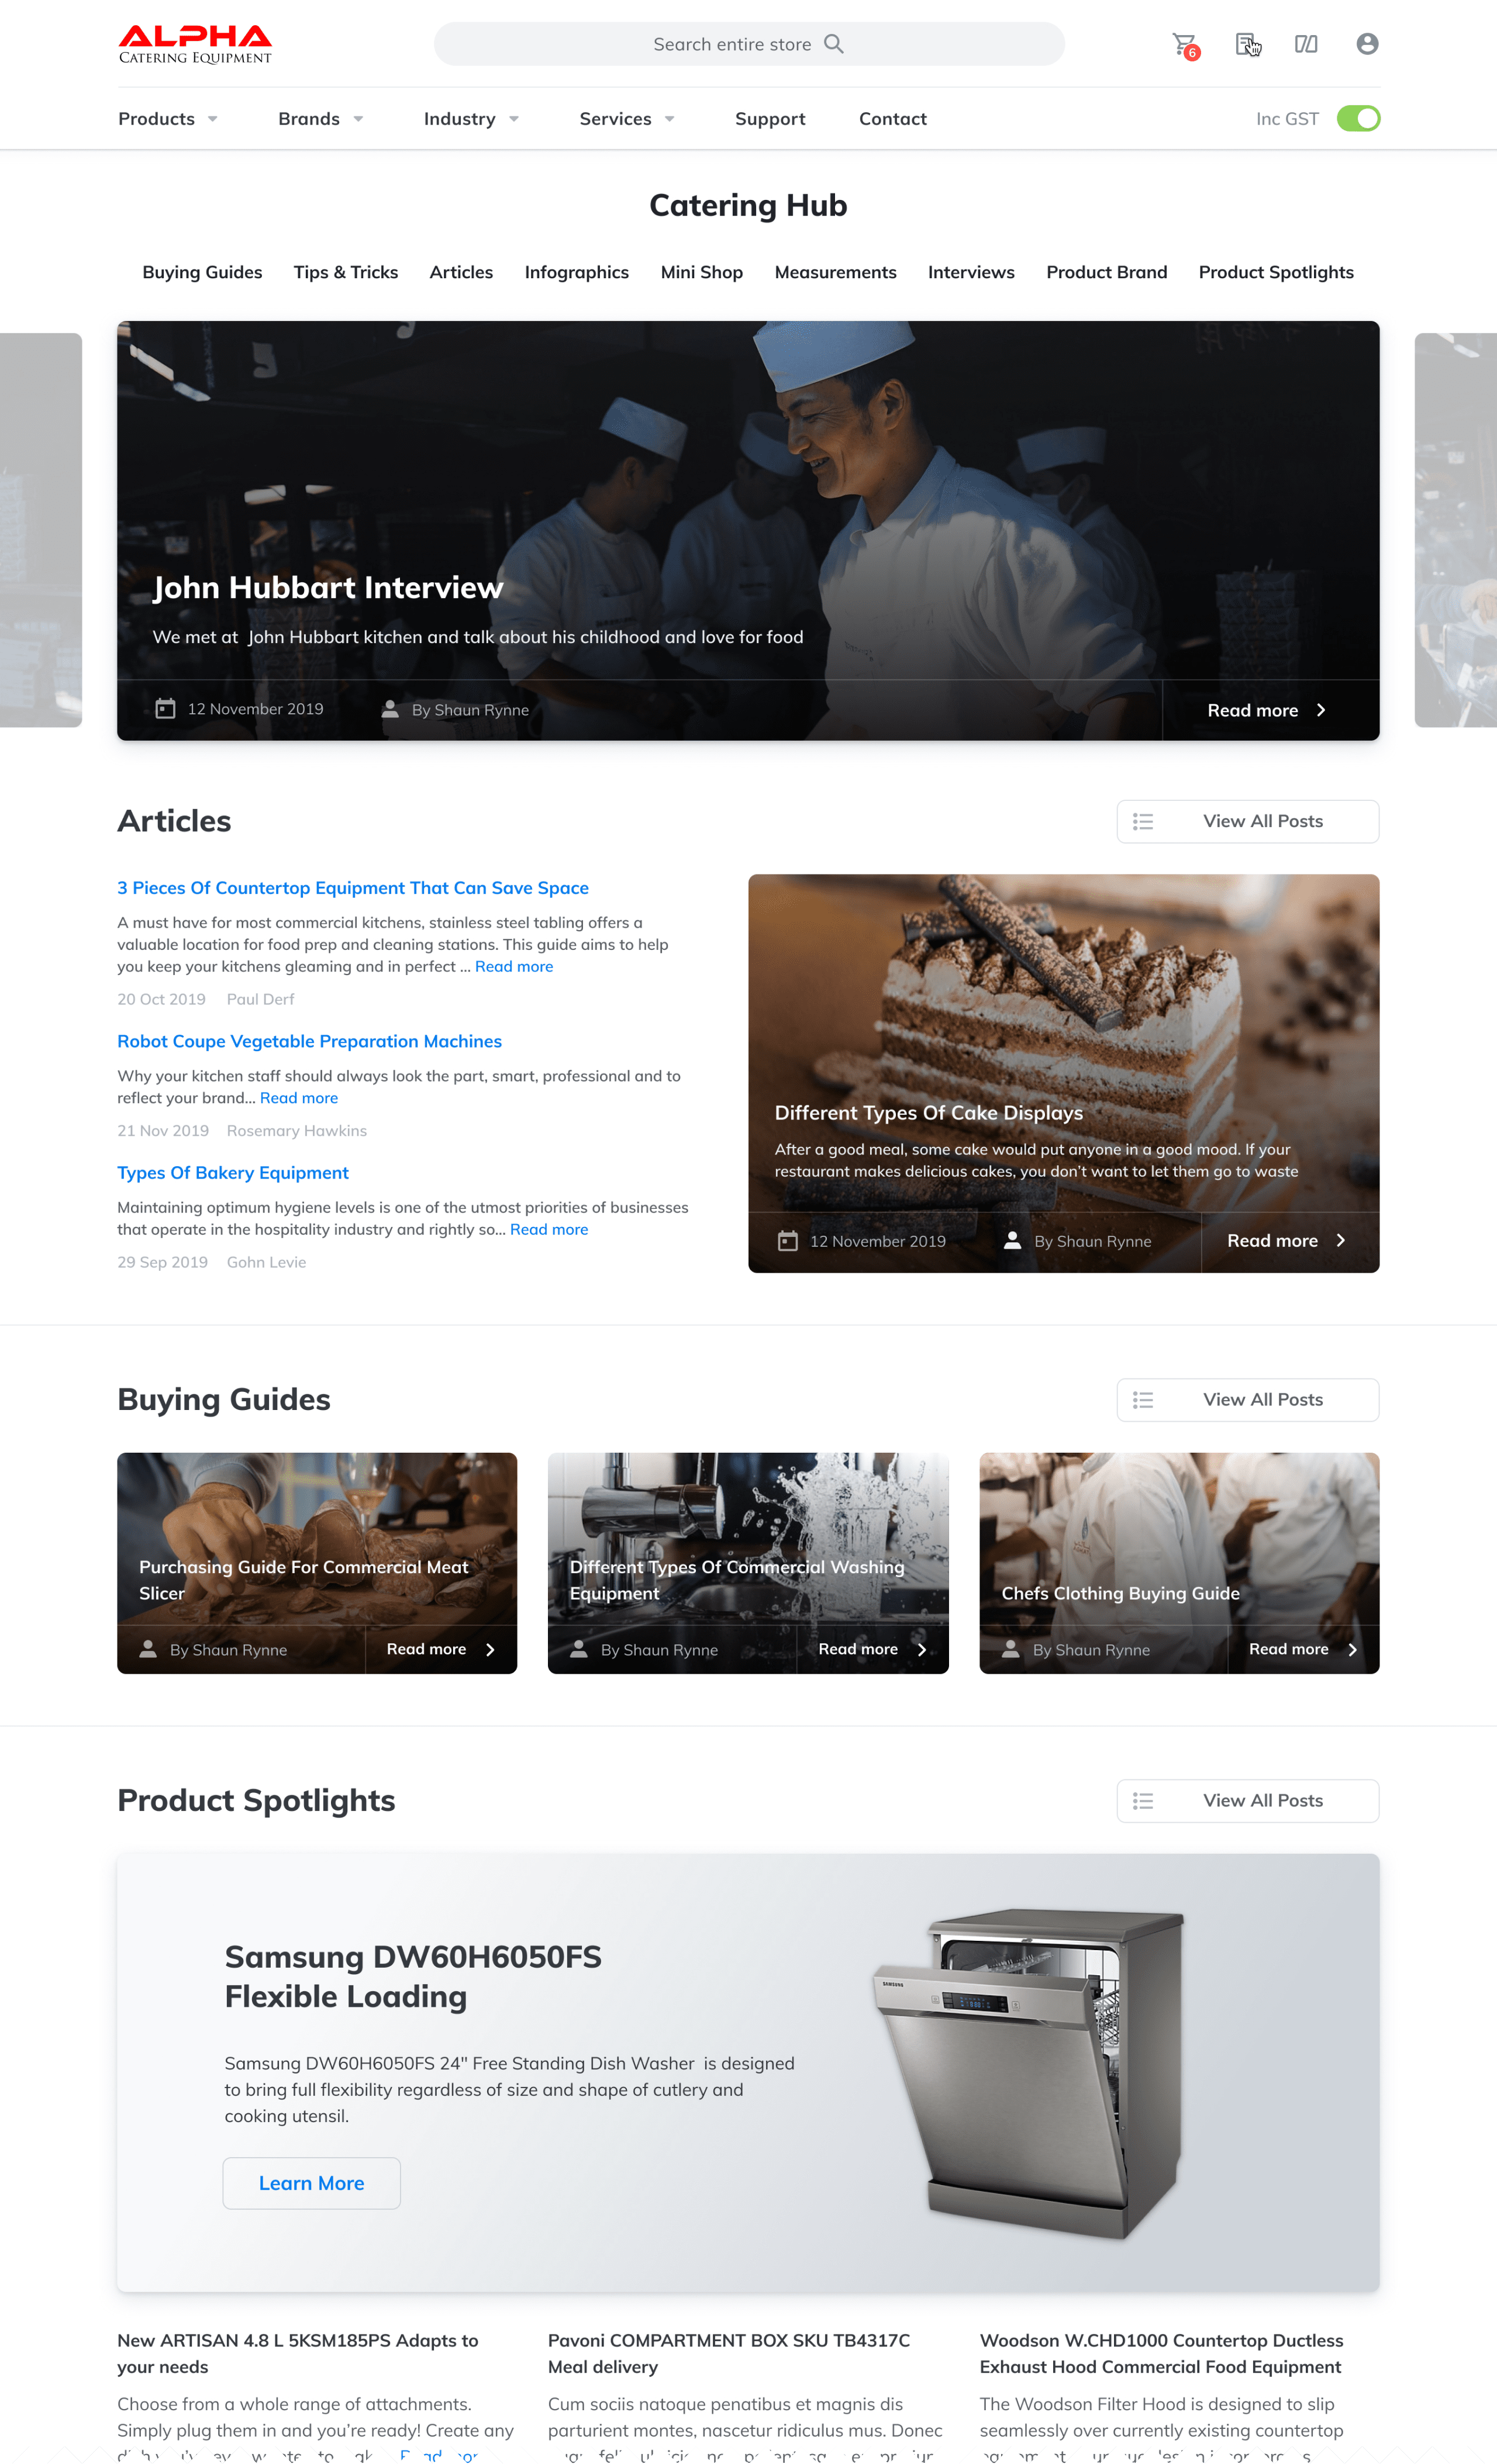 ALPHA
CATERING EQUIPMENT
Search entire store
6
Products
Brands
Industry
Services
Support
Contact
Inc GST
Catering Hub
Buying Guides
Tips & Tricks
Articles
Infographics
Mini Shop
Measurements
Interviews
Product Brand
Product Spotlights
John Hubbart Interview
We met at John Hubbart kitchen and talk about his childhood and love for food
12 November 2019
By Shaun Rynne
Read more
Articles
View All Posts
3 Pieces Of Countertop Equipment That Can Save Space
A must have for most commercial kitchens, stainless steel tabling offers a
valuable location for food prep and cleaning stations. This guide aims to help
you keep your kitchens gleaming and in perfect ... Read more
20 Oct 2019 Paul Derf
Robot Coupe Vegetable Preparation Machines
Why your kitchen staff should always look the part, smart, professional and to
reflect your brand... Read more
21 Nov 2019 Rosemary Hawkins
Types Of Bakery Equipment
Maintaining optimum hygiene levels is one of the utmost priorities of businesses
that operate in the hospitality industry and rightly so... Read more
29 Sep 2019 Gohn Levie
Different Types Of Cake Displays
After a good meal, some cake would put anyone in a good mood. If your
restaurant makes delicious cakes, you don't want to let them go to waste
12 November 2019
By Shaun Rynne
Read more
Buying Guides
View All Posts
Purchasing Guide For Commercial Meat
Slicer
By Shaun Rynne
Read more
Different Types Of Commercial Washing
Equipment
By Shaun Rynne
Read more
Chefs Clothing Buying Guide
By Shaun Rynne
Read more
Product Spotlights
View All Posts
Samsung DW60H6050FS
Flexible Loading
Samsung DW60H6050FS 24" Free Standing Dish Washer is designed
to bring full flexibility regardless of size and shape of cutlery and
cooking utensil.
Learn More
SAMSUNG
New ARTISAN 4.8 L 5KSM185PS Adapts to
your needs
Choose from a whole range of attachments.
Simply plug them in and you're ready! Create any
Pavoni COMPARTMENT BOX SKU TB4317C
Meal delivery
Cum sociis natoque penatibus et magnis dis
parturient montes, nascetur ridiculus mus. Donec
Woodson W.CHD1000 Countertop Ductless
Exhaust Hood Commercial Food Equipment
The Woodson Filter Hood is designed to slip
seamlessly over currently existing countertop